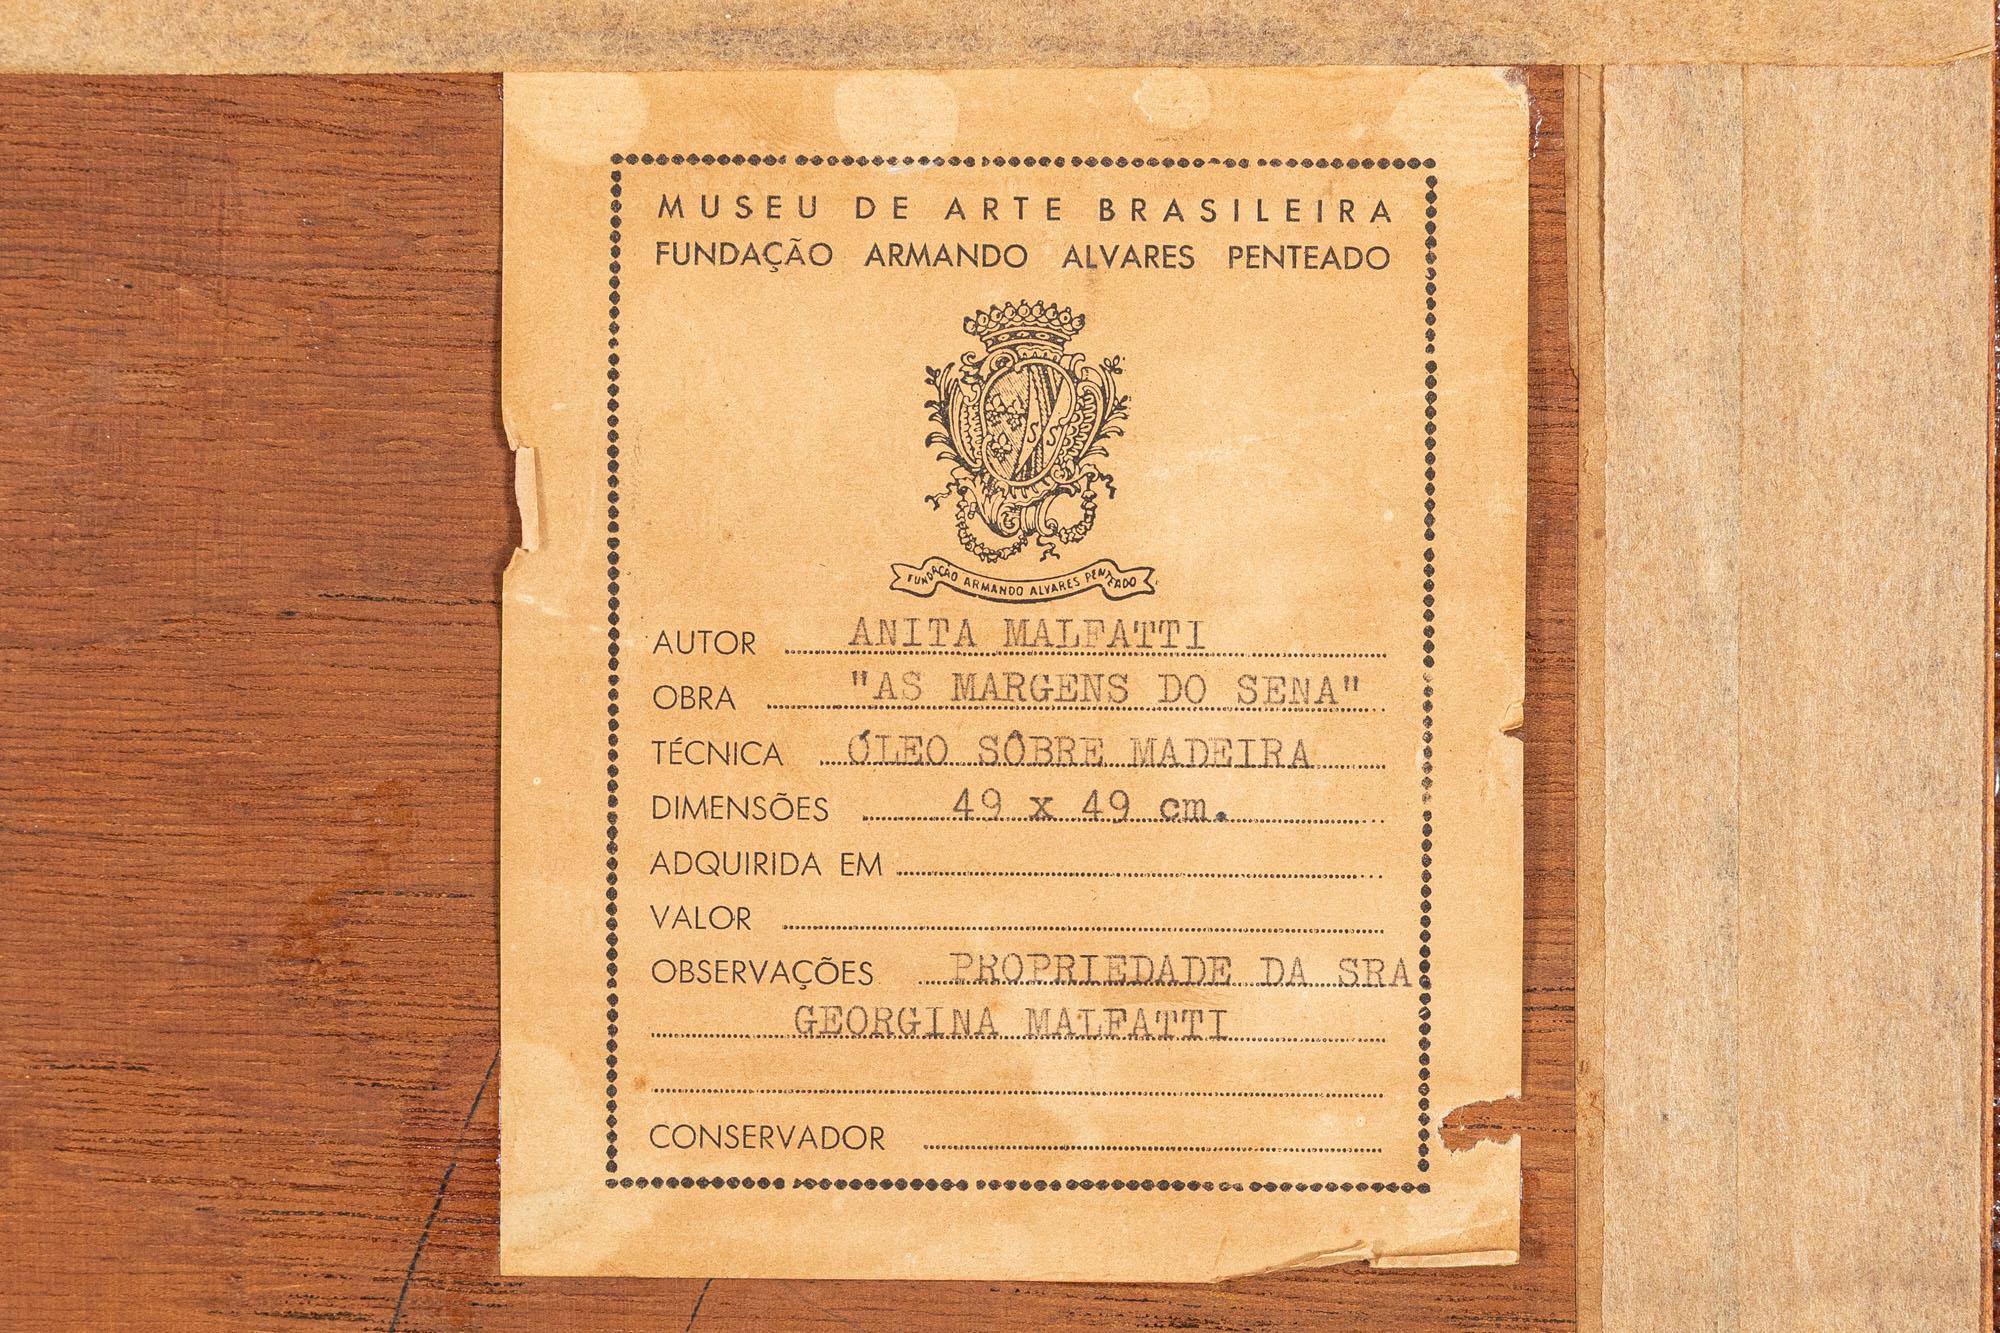 MUSEU DE ARTE BRASILEIRA
FUNDAÇÃO ARMANDO ALVARES PENTEADO
FUNDAÇÃO ARMANDO ALVARES PENTEADO
AUTOR ANITA MALFATTI
OBRA "AS MARGENS DO SENA"
TÉCNICA ÓLEO SÔBRE MADEIRA
DIMENSÕES 49 x 49 cm.
ADQUIRIDA EM
VALOR
OBSERVAÇÕES PROPRIEDADE DA SRA
GEORGINA MALFATTI
CONSERVADOR